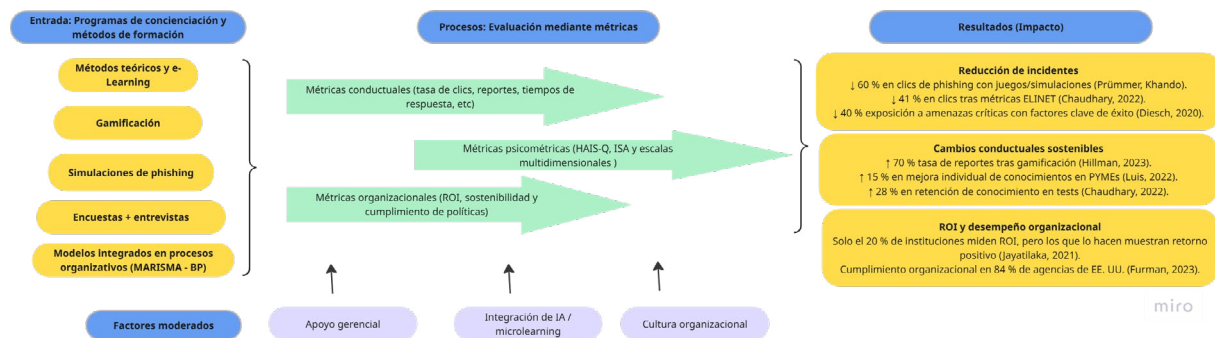 Entrada: Programas de concienciación y
métodos de formación
Procesos: Evaluación mediante métricas
Resultados (Impacto)
Métodos teóricos y e-
Learning
Gamificación
Simulaciones de phishing
Encuestas + entrevistas
Modelos integrados en procesos
organizativos (MARISMA - BP)
Métricas conductuales (tasa de clics, reportes, tiempos de
respuesta, etc)
Métricas psicométricas (HAIS-Q, ISA y escalas
multidimensionales )
Métricas organizacionales (ROI, sostenibilidad y
cumplimiento de políticas)
Reducción de incidentes
↓ 60 % en clics de phishing con juegos/simulaciones (Prümmer, Khando).
↓ 41 % en clics tras métricas ELINET (Chaudhary, 2022).
↓ 40 % exposición a amenazas críticas con factores clave de éxito (Diesch, 2020).
Cambios conductuales sostenibles
↑ 70 % tasa de reportes tras gamificación (Hillman, 2023).
↑ 15 % en mejora individual de conocimientos en PYMEs (Luis, 2022).
↑ 28 % en retención de conocimiento en tests (Chaudhary, 2022).
ROI y desempeño organizacional
Solo el 20 % de instituciones miden ROI, pero los que lo hacen muestran retorno
positivo (Jayatilaka, 2021).
Cumplimiento organizacional en 84 % de agencias de EE. UU. (Furman, 2023).
Factores moderados
Apoyo gerencial
Integración de IA /
microlearning
Cultura organizacional
miro